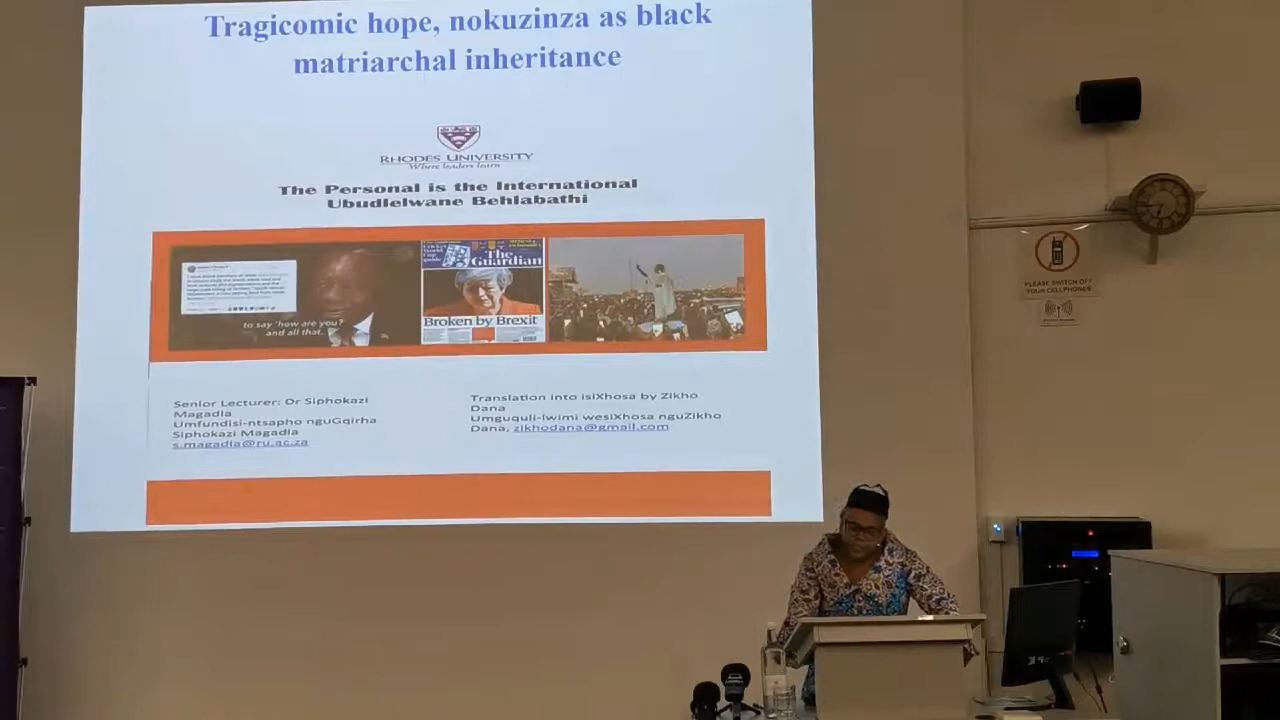 Tragicomic hope, nokuzinza as black
matriarchal inheritance
RHODES UNIVERSITY
Where leaders learn
The Personal is the International
Ubudlelwane Behlabathi
to say 'how are you?'
and all that.
The
Guardian
Broken by Brexit
Senior Lecturer: Dr Siphokazi
Magadla
Umfundisi-ntsapho nguGqirha
Siphokazi Magadla
s.magadla@ru.ac.za
Translation into isiXhosa by Zikho
Dana
Umguquli-lwimi wesiXhosa nguZikho
Dana, zikhodana@gmail.com
PLEASE SWITCH OFF
YOUR CELLPHONES